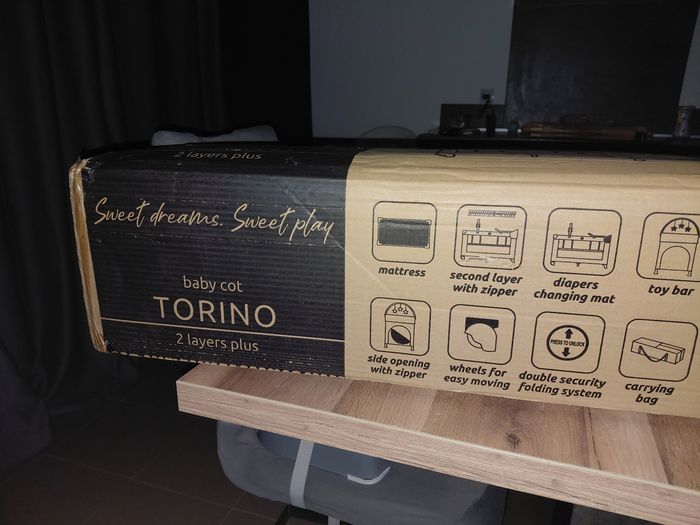 2 layers plus
Sweet dreams. Sweet play
baby cot
TORINO
2 layers plus
mattress
second layer
with zipper
diapers
changing mat
toy bar
side opening
with zipper
wheels for
easy moving
PRESS TO UNLOCK
double security
folding system
carrying
bag